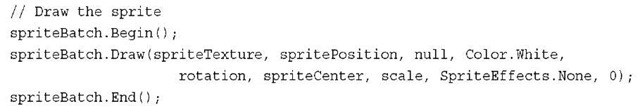 // Draw the sprite
spriteBatch.Begin();
spriteBatch.Draw(spriteTexture, spritePosition, null, Color.White,
rotation, spriteCenter, scale, SpriteEffects.None, 0);
spriteBatch.End();